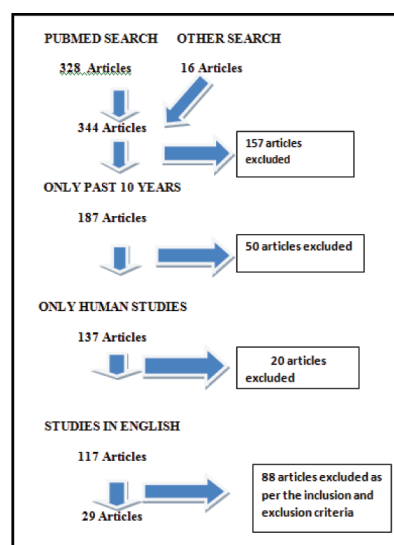 PUBMED SEARCH OTHER SEARCH
328 Articles 16 Articles
344 Articles
157 articles
excluded
ONLY PAST 10 YEARS
187 Articles
50 articles excluded
ONLY HUMAN STUDIES
137 Articles
20 articles
excluded
STUDIES IN ENGLISH
117 Articles
88 articles excluded as
per the inclusion and
exclusion criteria
29 Articles